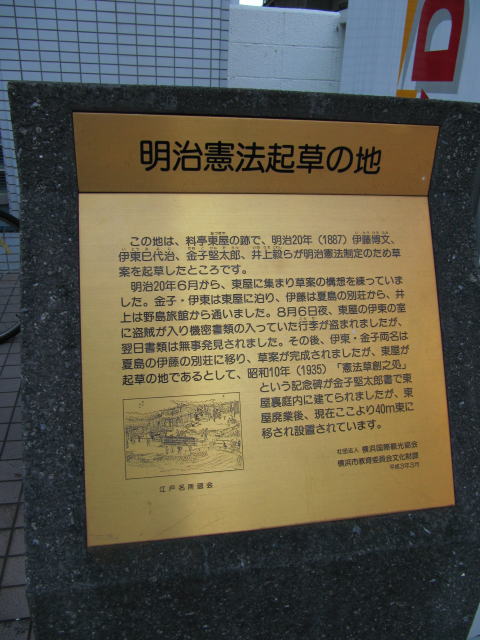 明治憲法起草の地
この地は、料亭東屋の跡で、明治20年（1887）伊藤博文、
伊東巳代治、金子堅太郎、井上毅らが明治憲法制定のため草
案を起草したところです。
明治20年6月から、東屋に集まり草案の構想を練っていま
した。金子・伊東は東屋に泊り、伊藤は夏島の別荘から、井
上は野島旅館から通いました。8月6日夜、東屋の伊東の室
に盗賊が入り機密書類の入っていた行李が盗まれましたが、
翌日書類は無事発見されました。その後、伊東・金子両名は
夏島の伊藤の別荘に移り、草案が完成されましたが、東屋が
起草の地であるとして、昭和10年（1935）「憲法草創之処」
という記念碑が金子堅太郎書で東
屋裏庭内に建てられましたが、東
屋廃業後、現在ここより40m東に
移され設置されています。
江戸名所図会
社団法人 横浜国際観光協会
横浜市教育委員会文化財課
平成3年3月
D